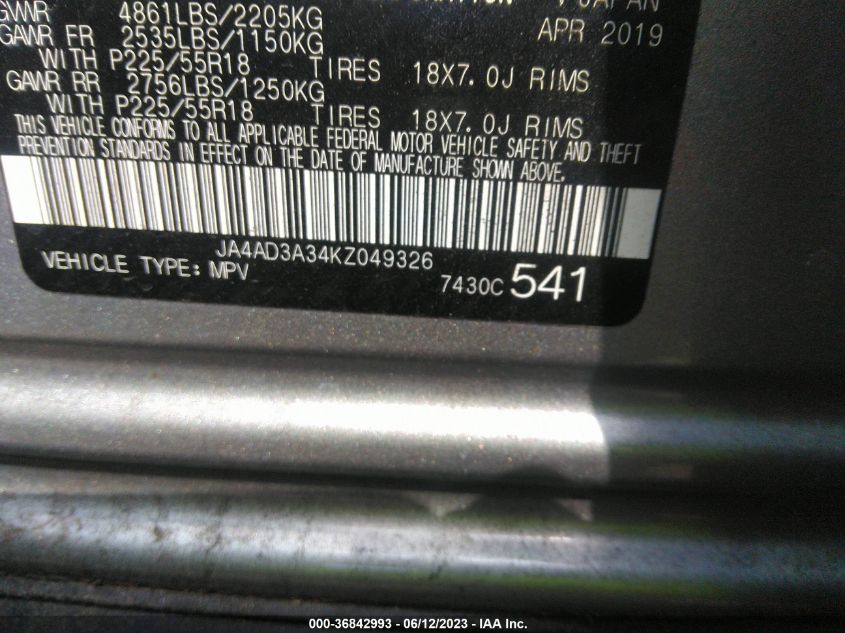 GVWR 4861LBS/2205KG APR 2019
GAWR FR 2535LBS/1150KG
WITH P225/55R18 TIRES 18X7.0J RIMS
GAWR RR 2756LBS/1250KG
WITH P225/55R18 TIRES 18X7.0J RIMS
THIS VEHICLE CONFORMS TO ALL APPLICABLE FEDERAL MOTOR VEHICLE SAFETY AND THEFT
PREVENTION STANDARDS IN EFFECT ON THE DATE OF MANUFACTURE SHOWN ABOVE.
JA4AD3A34KZ049326
VEHICLE TYPE: MPV 7430C 541
000-36842993 - 06/12/2023 - IAA Inc.